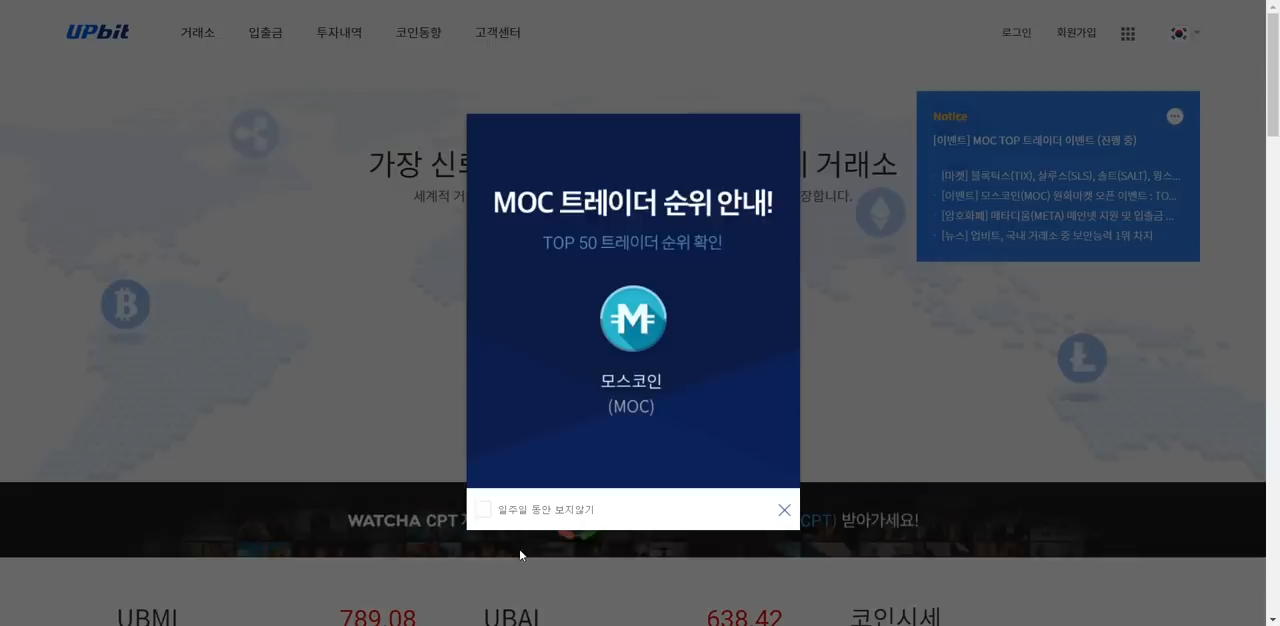 UPbit
거래소 입출금 투자내역 코인동향 고객센터
로그인 회원가입
Notice
[이벤트] MOC TOP 트레이더 이벤트 (진행 중)
· [마켓] 블록틱스(TIX), 살루스(SLS), 솔트(SALT), 윙스...
· [이벤트] 모스코인(MOC) 원화마켓 오픈 이벤트 : TO...
· [암호화폐] 메타디움(META) 메인넷 지원 및 입출금 ...
· [뉴스] 업비트, 국내 거래소 중 보안능력 1위 차지
가장 신 거래소
세계적 거 장합니다.
MOC 트레이더 순위 안내!
TOP 50 트레이더 순위 확인
M
모스코인
(MOC)
일주일 동안 보지않기
WATCHA CPT CPT) 받아가세요!
UBMI 789.08 UBAI 638.42 코인시세